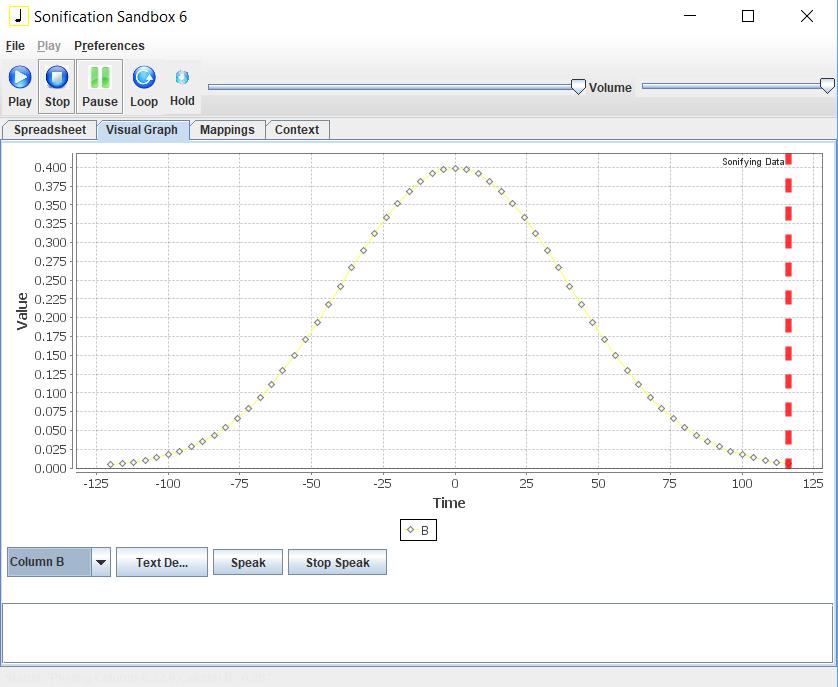 Sonification Sandbox 6
File Play Preferences
Play Stop Pause Loop Hold Volume
Spreadsheet Visual Graph Mappings Context
Sonifying Data
0.400
0.375
0.350
0.325
0.300
0.275
0.250
0.225
0.200
0.175
0.150
0.125
0.100
0.075
0.050
0.025
0.000
Value
-125 -100 -75 -50 -25 0 25 50 75 100 125
Time
B
Column B Text De... Speak Stop Speak